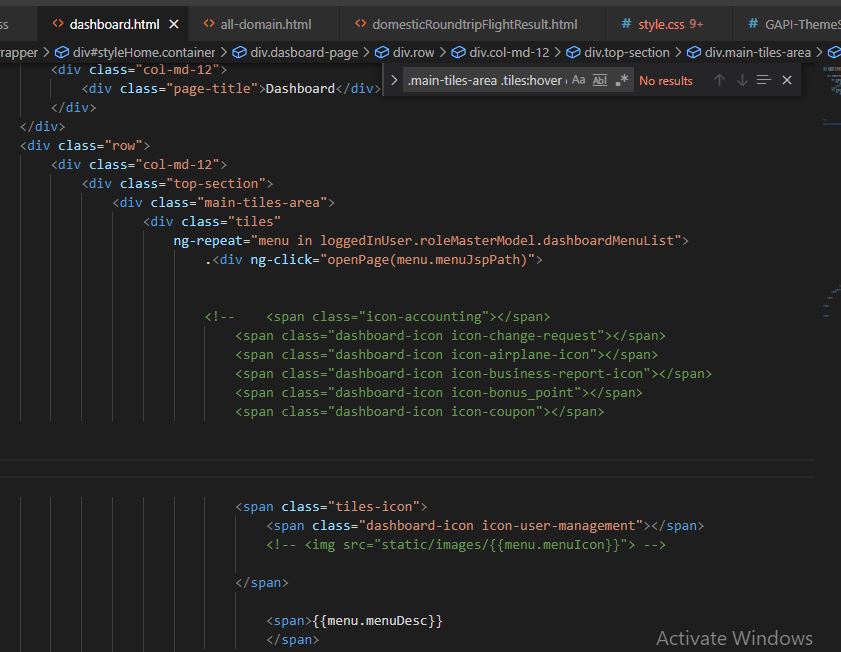 ss
<> dashboard.html ×
<> all-domain.html
<> domesticRoundtripFlightResult.html
# style.css 9+
# GAPI-ThemeS
rapper > div#styleHome.container > div.dasboard-page > div.row > div.col-md-12 > div.top-section > div.main-tiles-area >
<div class="col-md-12">
<div class="page-title">Dashboard</div>
> .main-tiles-area .tiles:hover Aa Abl .* No results
</div>
</div>
<div class="row">
<div class="col-md-12">
<div class="top-section">
<div class="main-tiles-area">
<div class="tiles"
ng-repeat="menu in loggedInUser.roleMasterModel.dashboardMenuList">
.<div ng-click="openPage(menu.menuJspPath)">
<!-- <span class="icon-accounting"></span>
<span class="dashboard-icon icon-change-request"></span>
<span class="dashboard-icon icon-airplane-icon"></span>
<span class="dashboard-icon icon-business-report-icon"></span>
<span class="dashboard-icon icon-bonus_point"></span>
<span class="dashboard-icon icon-coupon"></span>
<span class="tiles-icon">
<span class="dashboard-icon icon-user-management"></span>
<!-- <img src="static/images/{{menu.menuIcon}}"> -->
</span>
<span>{{menu.menuDesc}}
</span>
Activate Windows